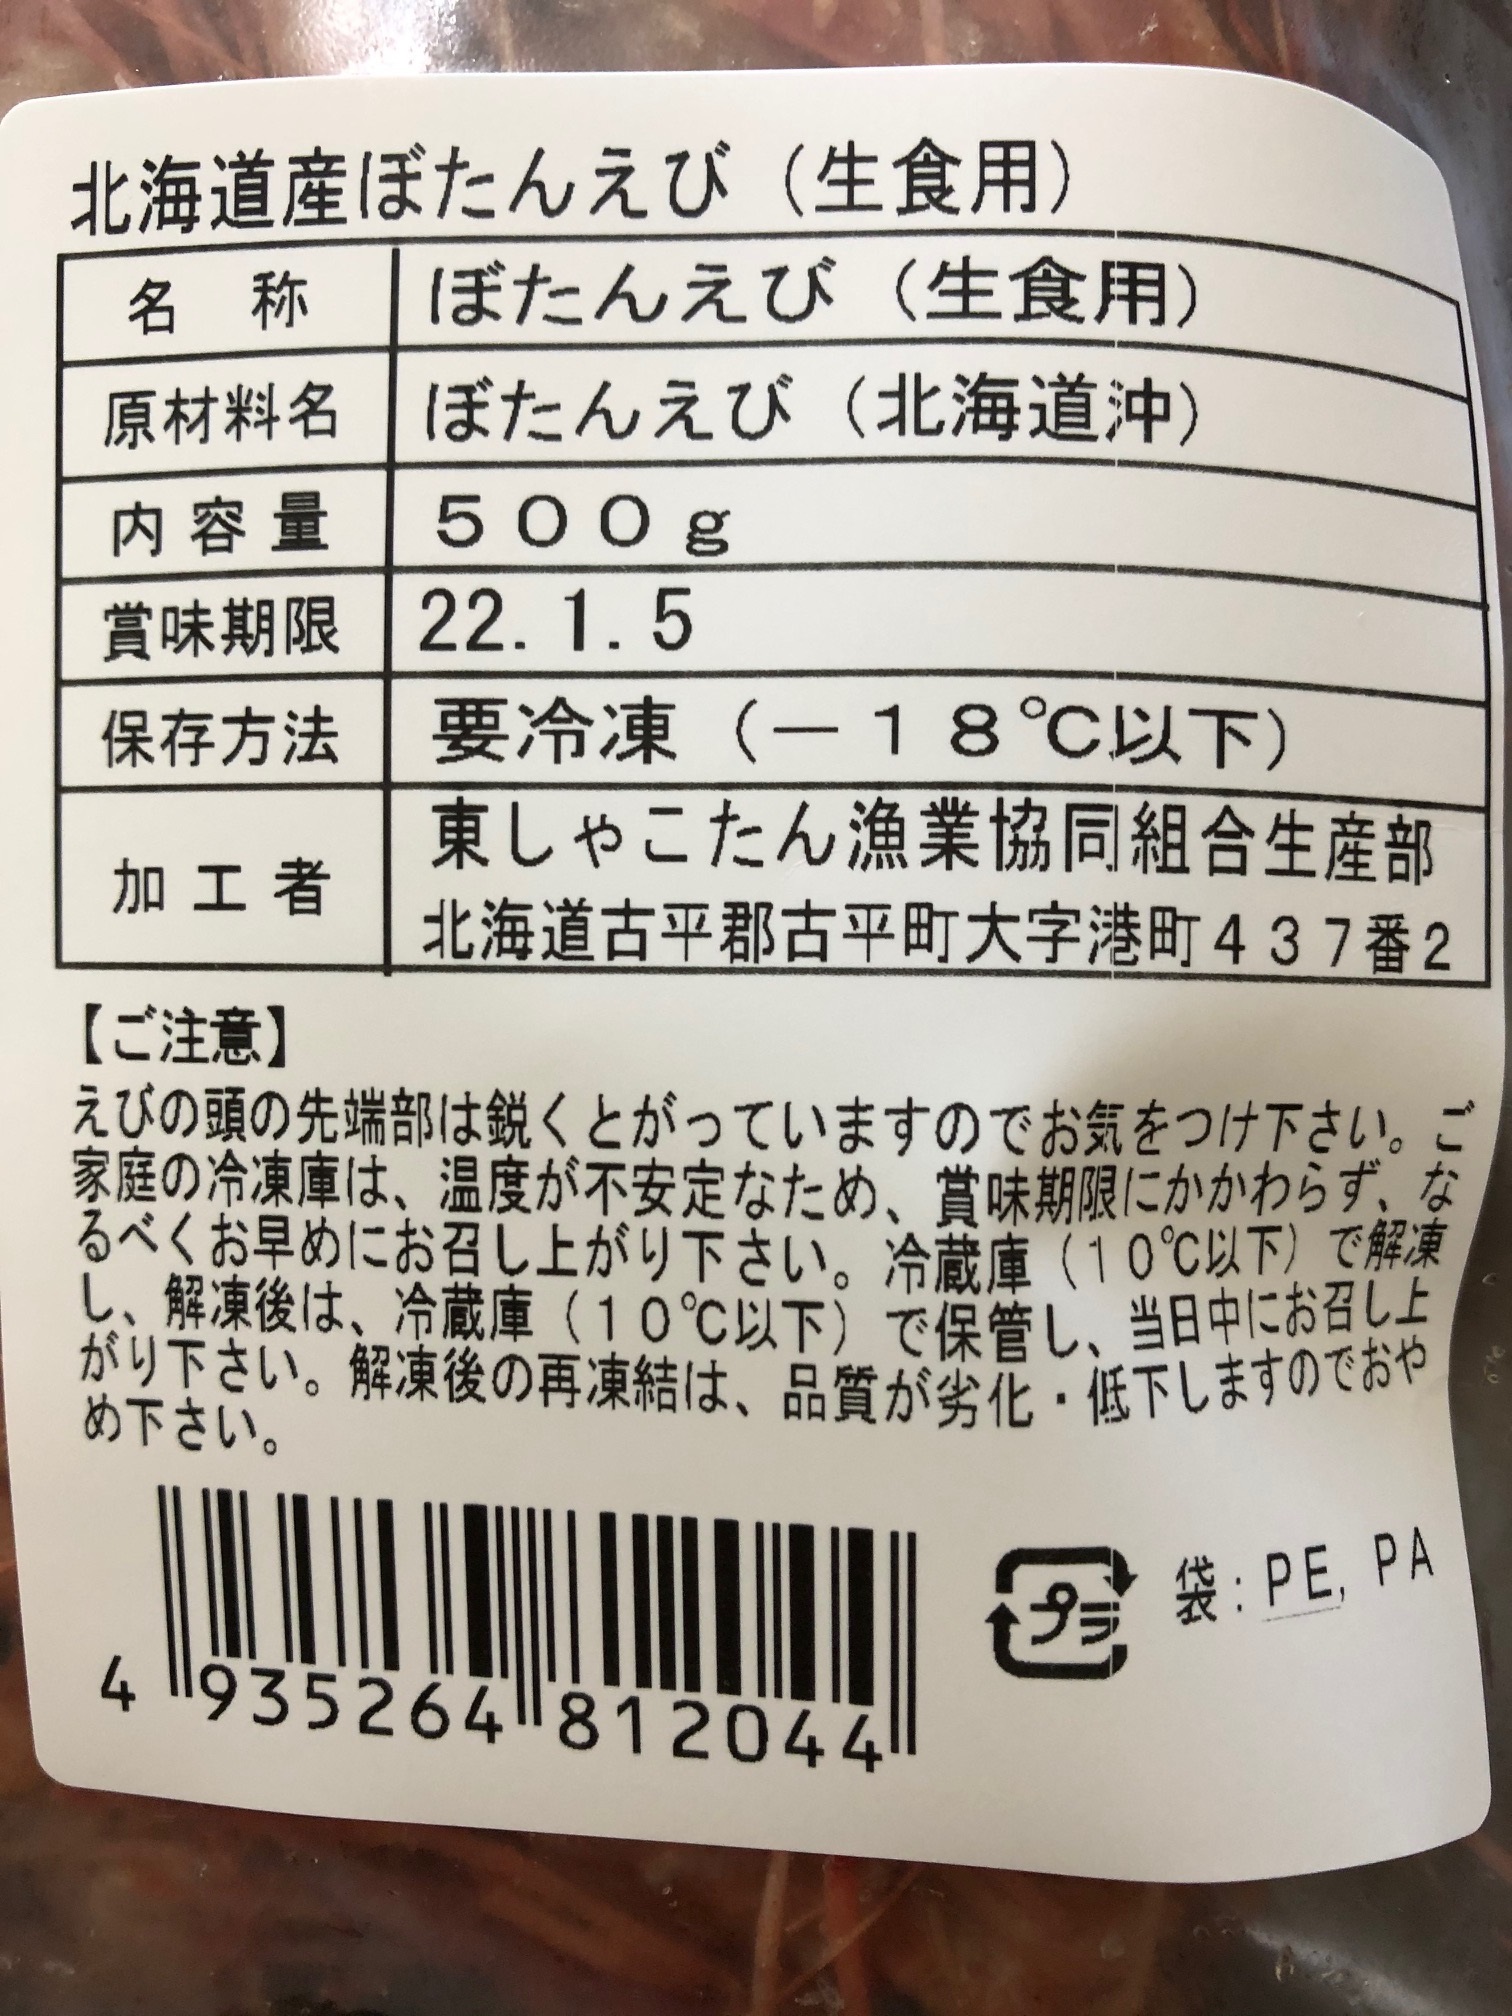 北海道産ぼたんえび（生食用）
名　称　ぼたんえび（生食用）
原材料名　ぼたんえび（北海道沖）
内容量　５００ｇ
賞味期限　22.1.5
保存方法　要冷凍（－１８℃以下）
加工者　東しゃこたん漁業協同組合生産部
北海道古平郡古平町大字港町４３７番２
【ご注意】
えびの頭の先端部は鋭くとがっていますのでお気をつけ下さい。ご
家庭の冷凍庫は、温度が不安定なため、賞味期限にかかわらず、な
るべくお早めにお召し上がり下さい。冷蔵庫（１０℃以下）で解凍
し、解凍後は、冷蔵庫（１０℃以下）で保管し、当日中にお召し上
がり下さい。解凍後の再凍結は、品質が劣化・低下しますのでおや
め下さい。
プラ　袋：PE, PA
4 935264 812044